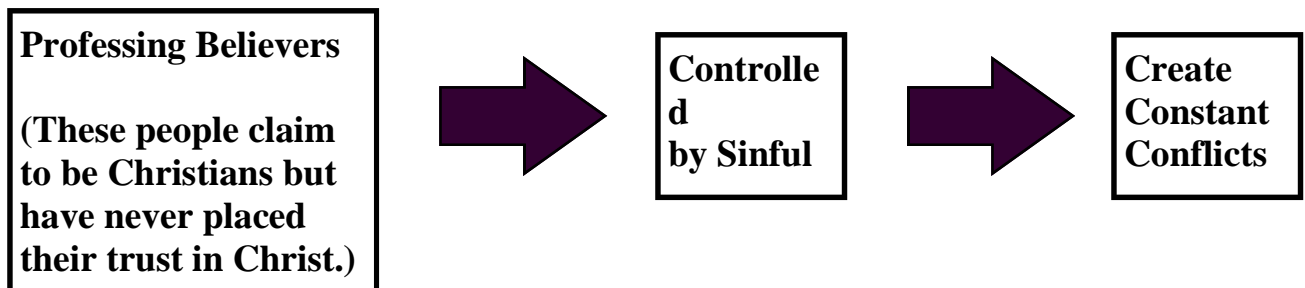 Professing Believers
(These people claim
to be Christians but
have never placed
their trust in Christ.)
Controlle
d
by Sinful
Create
Constant
Conflicts